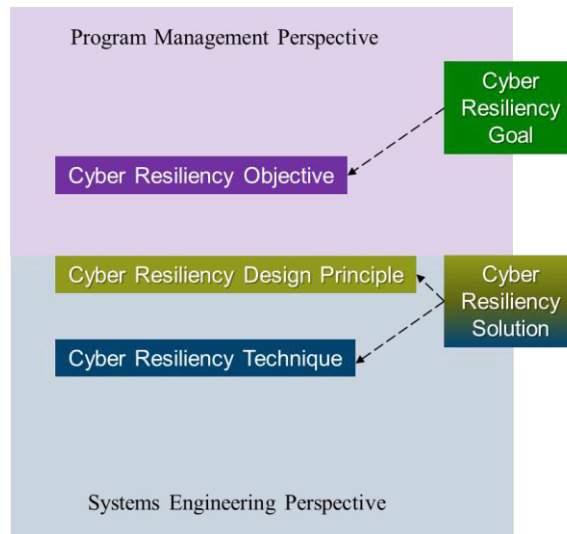 Program Management Perspective
Cyber
Resiliency
Goal
Cyber Resiliency Objective
Cyber Resiliency Design Principle
Cyber
Resiliency
Solution
Cyber Resiliency Technique
Systems Engineering Perspective